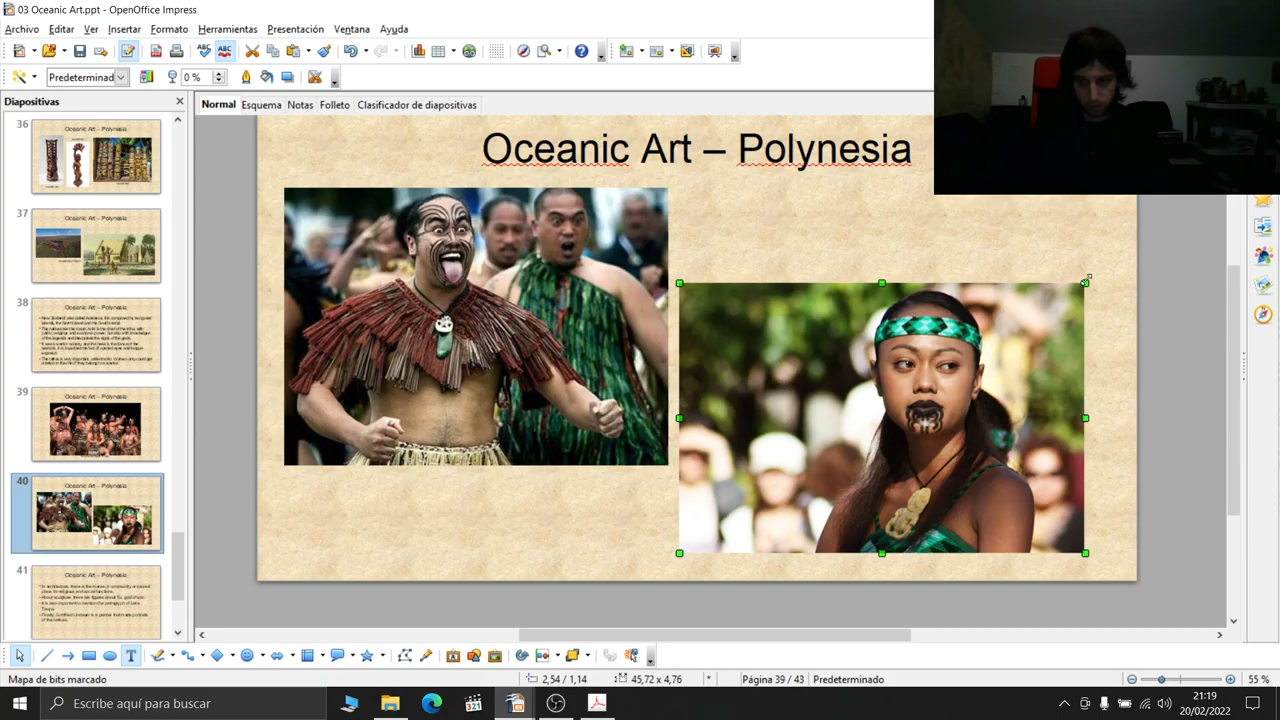 03 Oceanic Art.ppt - OpenOffice Impress
Archivo Editar Ver Insertar Formato Herramientas Presentación Ventana Ayuda
Predeterminad 0 %
Diapositivas
Normal Esquema Notas Folleto Clasificador de diapositivas
36
Oceanic Art – Polynesia
37
Oceanic Art – Polynesia
38
Oceanic Art – Polynesia
39
Oceanic Art – Polynesia
40
Oceanic Art – Polynesia
41
Oceanic Art – Polynesia
Oceanic Art – Polynesia
Mapa de bits marcado 2,54 / 1,14 45,72 x 4,76 * Página 39 / 43 Predeterminado 55 %
Escribe aquí para buscar
321
21:19
20/02/2022